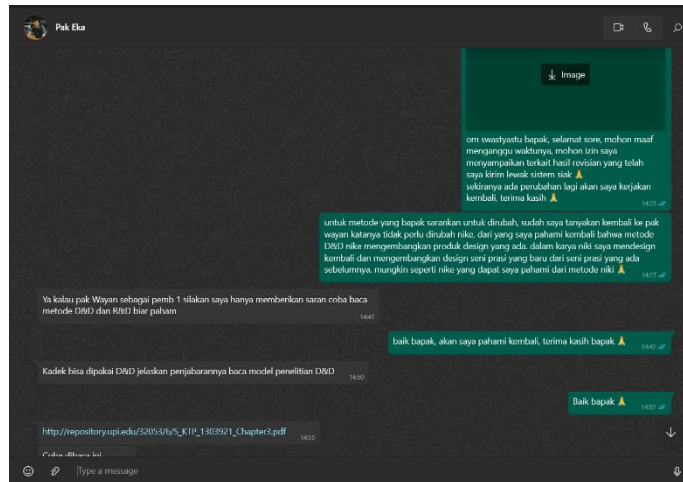 Pak Eka
Image
om swastyastu bapak, selamat sore, mohon maaf
menganggu waktunya, mohon izin saya
menyampaikan terkait hasil revisian yang telah
saya kirim lewak sistem siak 🙏
sekiranya ada perubahan lagi akan saya kerjakan
kembali, terima kasih 🙏
14:25
untuk metode yang bapak sarankan untuk dirubah, sudah saya tanyakan kembali ke pak
wayan katanya tidak perlu dirubah nike, dari yang saya pahami kembali bahwa metode
D&D nike mengembangkan produk design yang ada. dalam karya niki saya mendesign
kembali dan mengembangkan design seni prasi yang baru dari seni prasi yang ada
sebelumnya. mungkin seperti nike yang dapat saya pahami dari metode niki 🙏
14:27
Ya kalau pak Wayan sebagai pemb 1 silakan saya hanya memberikan saran coba baca
metode D&D dan R&D biar paham
14:41
baik bapak, akan saya pahami kembali, terima kasih bapak 🙏
14:42
Kadek bisa dipakai D&D jelaskan penjabarannya baca model penelitian D&D
14:50
Baik bapak 🙏
14:52
http://repository.upi.edu/32053/6/S_KTP_1303921_Chapter3.pdf
14:55
Coba dibaca ini
Type a message